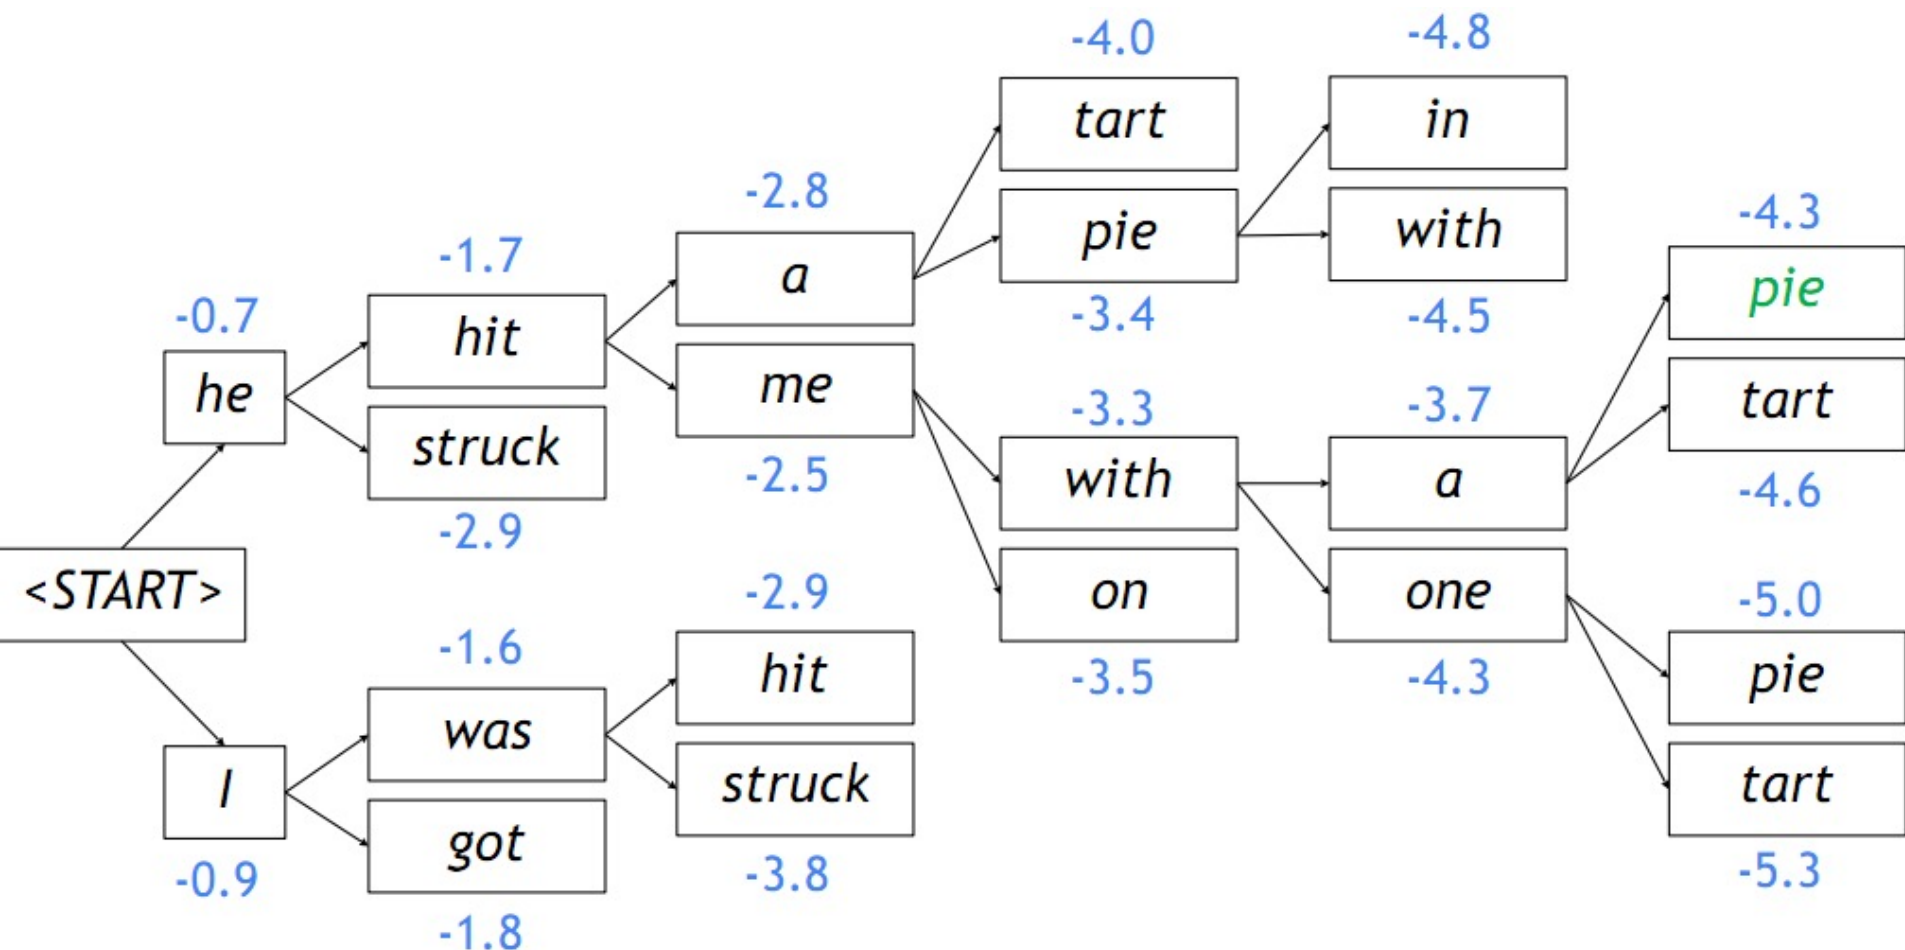 -4.0
-4.8
tart
in
-2.8
pie
with
-4.3
-1.7
a
-3.4
-4.5
pie
-0.7
hit
me
-3.3
-3.7
tart
he
struck
-2.5
with
a
-4.6
-2.9
-2.9
on
one
-5.0
<START>
-1.6
hit
-3.5
-4.3
pie
was
struck
tart
I
got
-3.8
-5.3
-0.9
-1.8